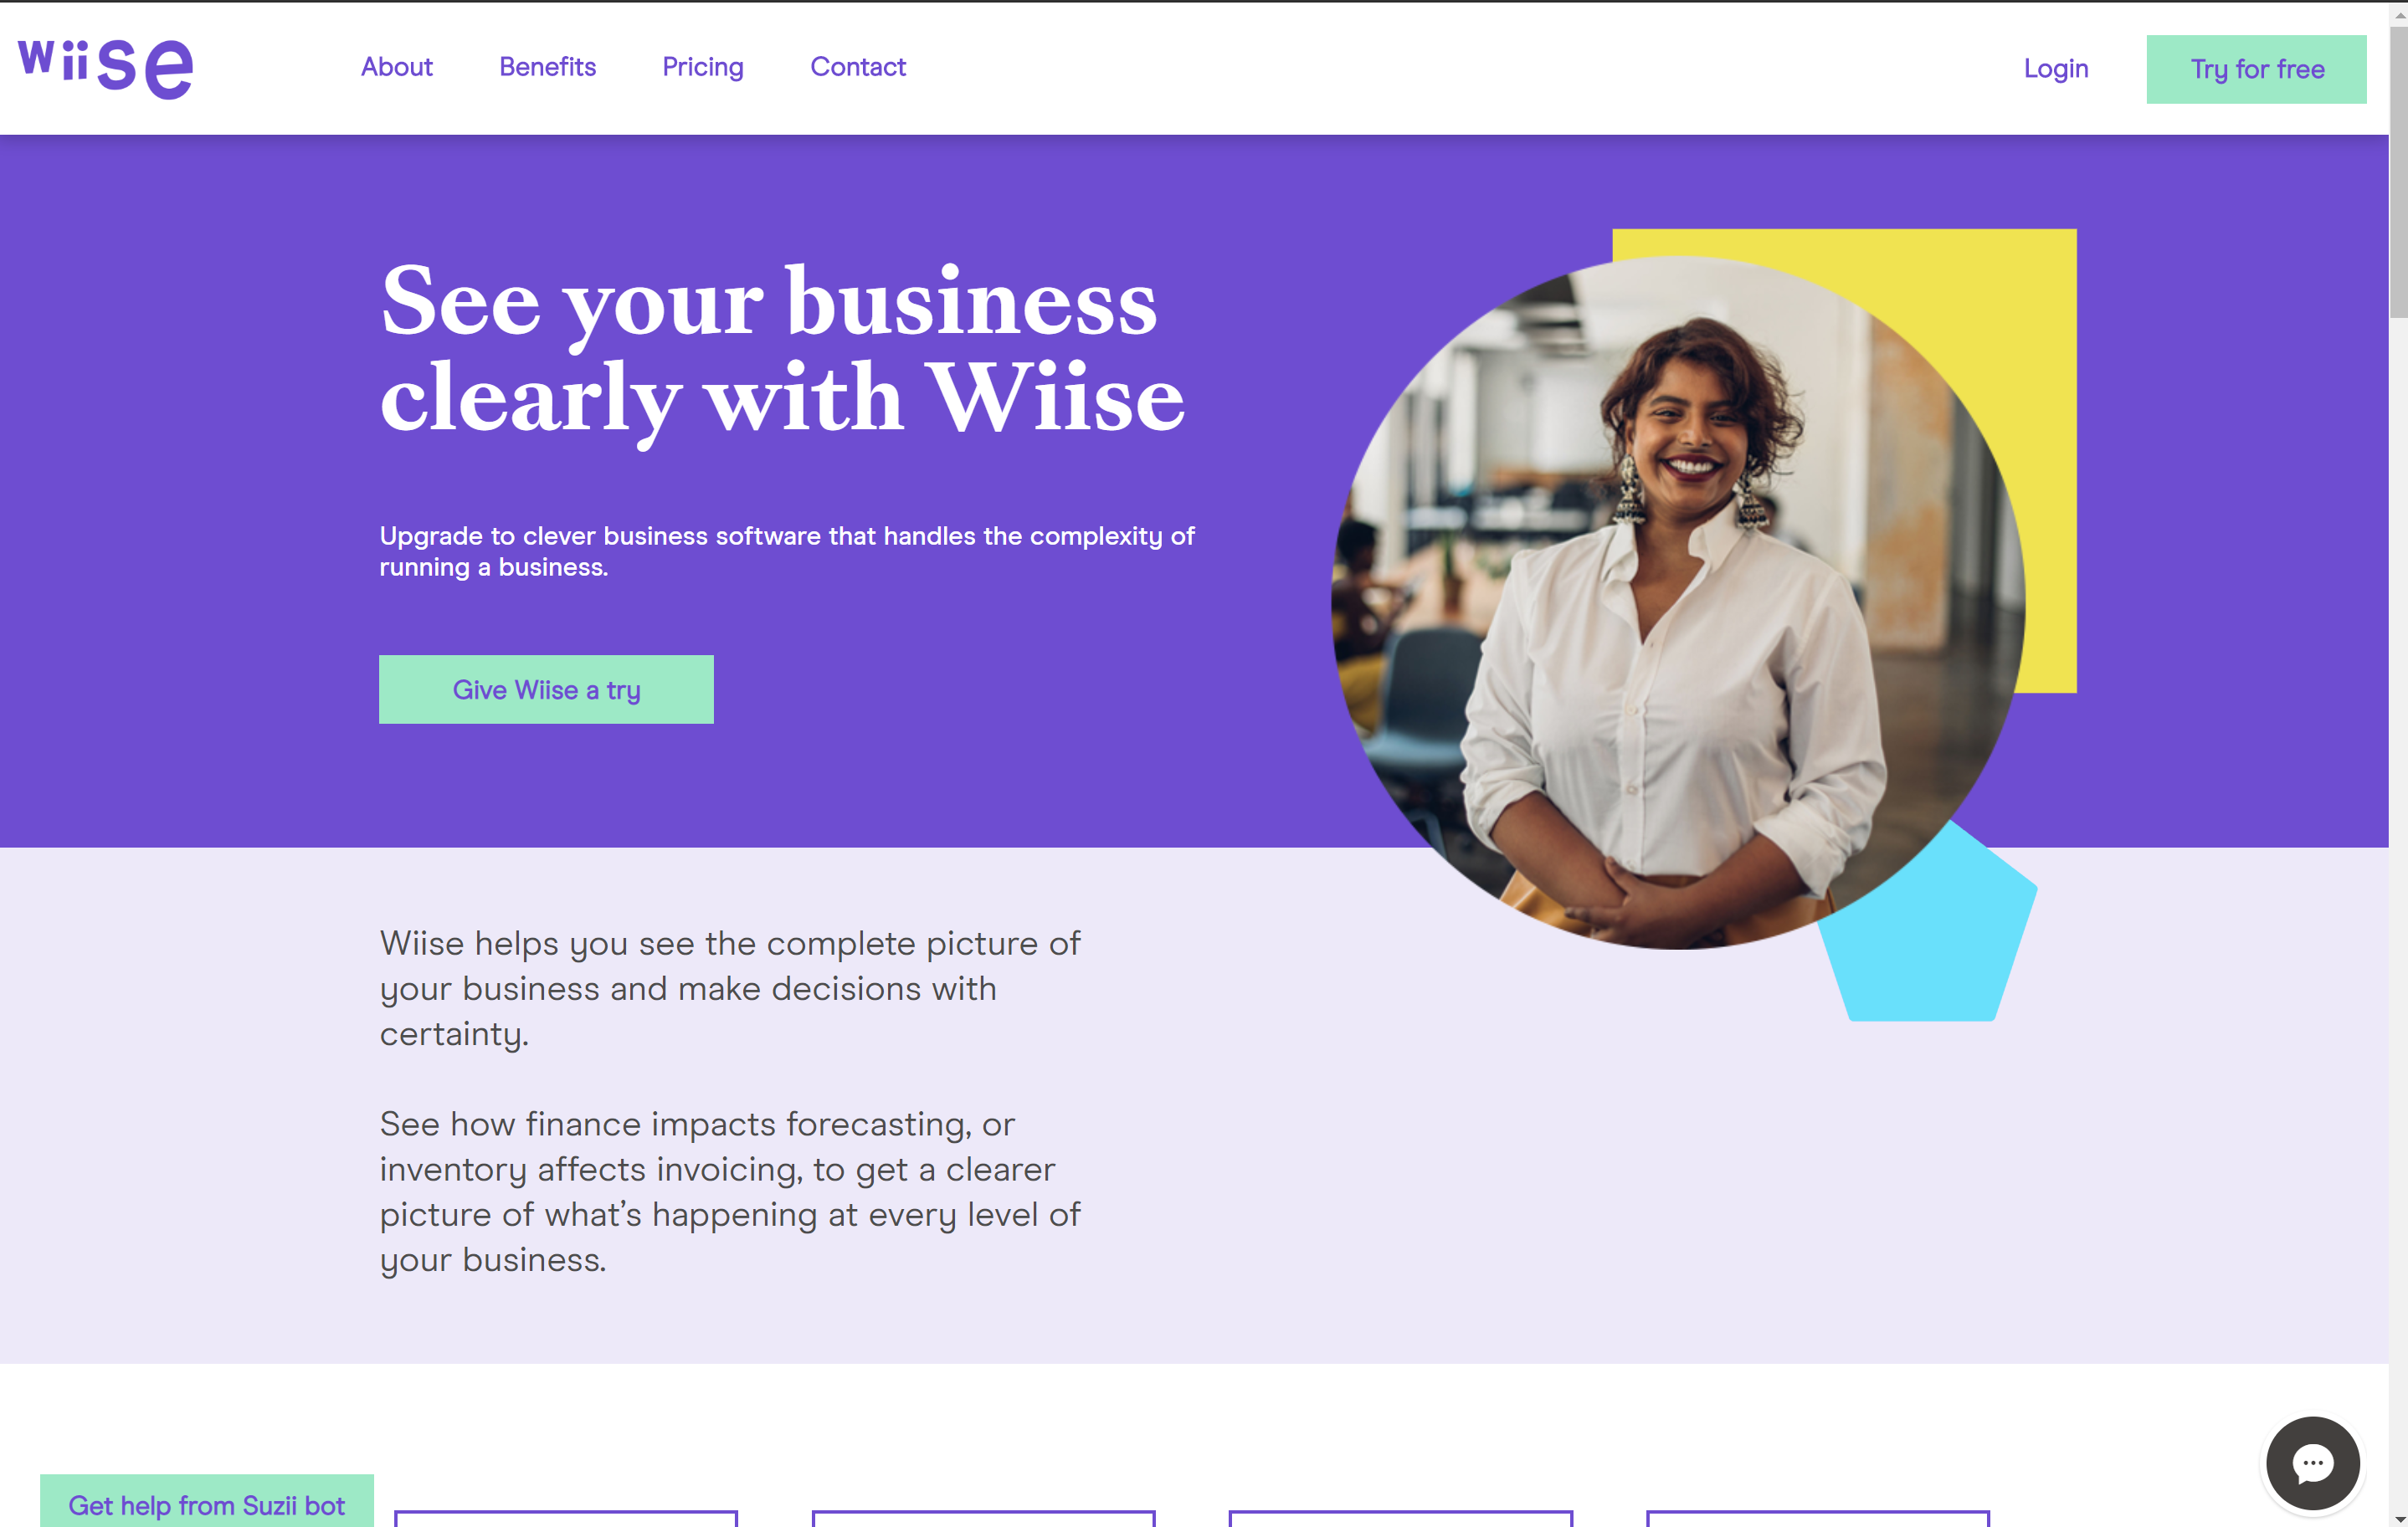 wiise
About
Benefits
Pricing
Contact
Login
Try for free
See your business
clearly with Wiise
Upgrade to clever business software that handles the complexity of
running a business.
Give Wiise a try
Wiise helps you see the complete picture of
your business and make decisions with
certainty.
See how finance impacts forecasting, or
inventory affects invoicing, to get a clearer
picture of what’s happening at every level of
your business.
Get help from Suzii bot